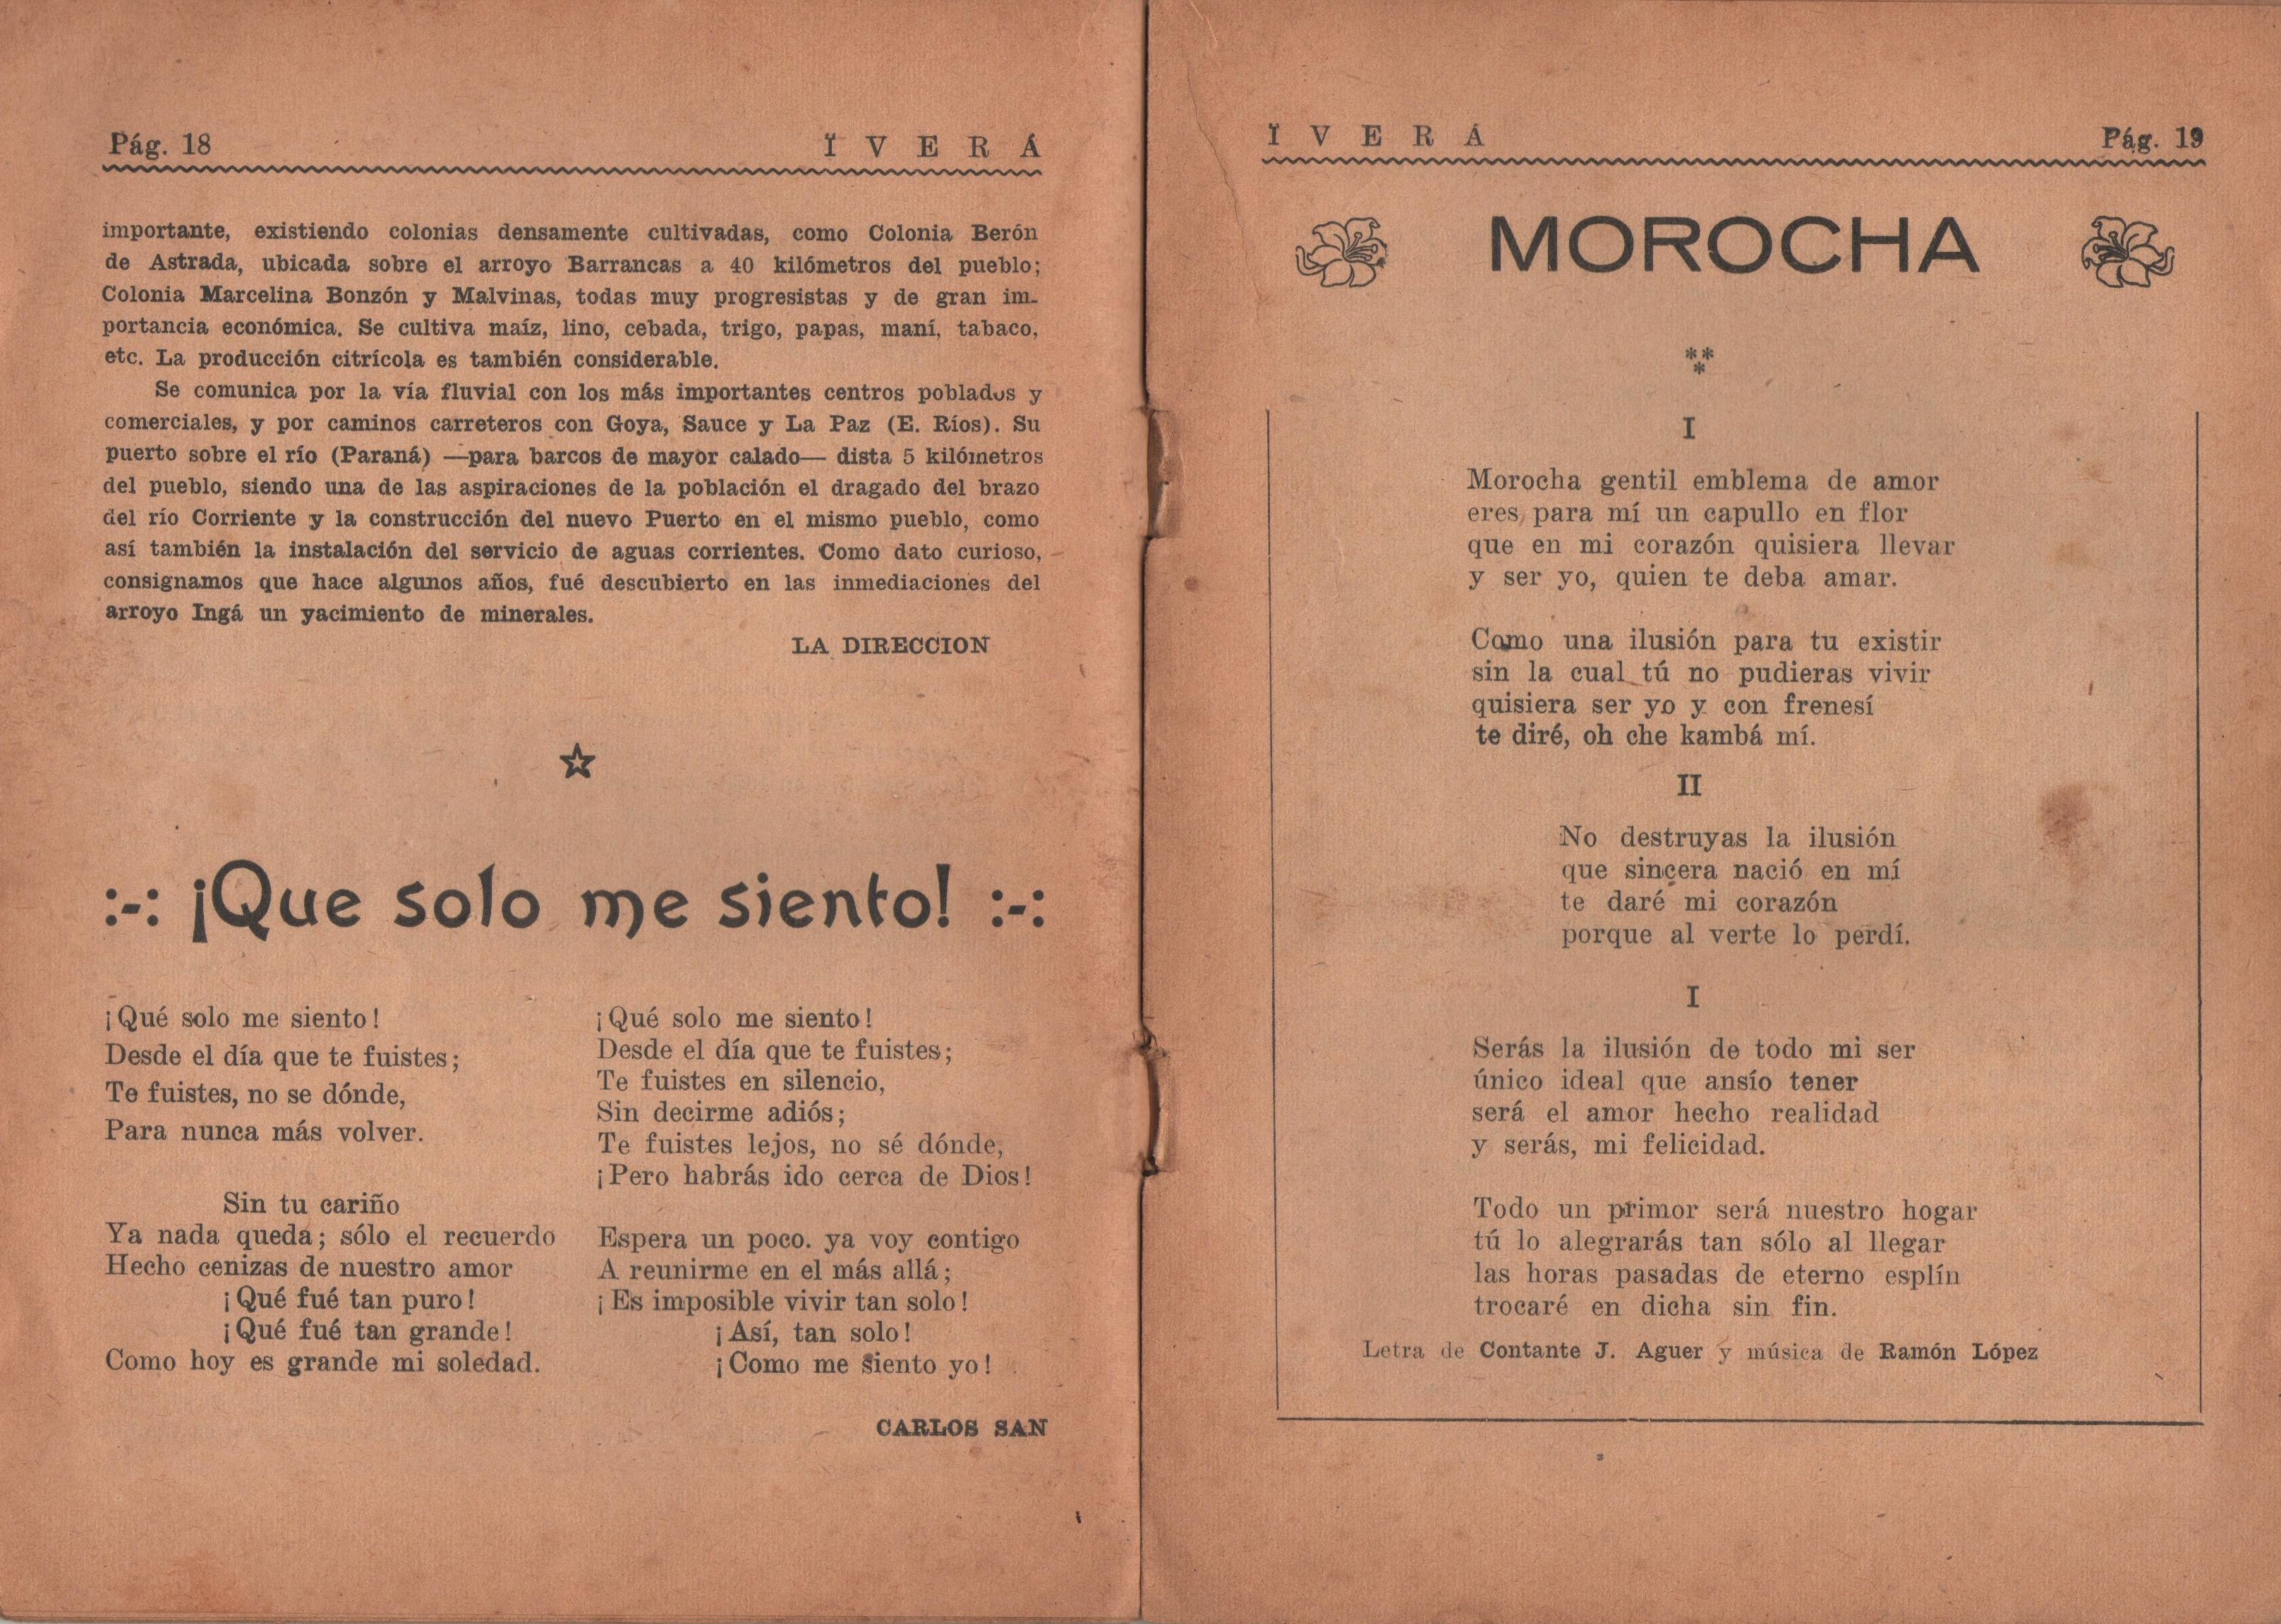 Pág. 18
Ï V E R Á
importante, existiendo colonias densamente cultivadas, como Colonia Berón
de Astrada, ubicada sobre el arroyo Barrancas a 40 kilómetros del pueblo;
Colonia Marcelina Bonzón y Malvinas, todas muy progresistas y de gran im-
portancia económica. Se cultiva maíz, lino, cebada, trigo, papas, maní, tabaco,
etc. La producción citrícola es también considerable.
Se comunica por la vía fluvial con los más importantes centros poblados y
comerciales, y por caminos carreteros con Goya, Sauce y La Paz (E. Ríos). Su
puerto sobre el río (Paraná) —para barcos de mayor calado— dista 5 kilómetros
del pueblo, siendo una de las aspiraciones de la población el dragado del brazo
del río Corriente y la construcción del nuevo Puerto en el mismo pueblo, como
así también la instalación del servicio de aguas corrientes. Como dato curioso,
consignamos que hace algunos años, fué descubierto en las inmediaciones del
arroyo Ingá un yacimiento de minerales.
LA DIRECCION
:-: ¡Que solo me siento! :-:
¡Qué solo me siento!
Desde el día que te fuistes;
Te fuistes, no se dónde,
Para nunca más volver.
Sin tu cariño
Ya nada queda; sólo el recuerdo
Hecho cenizas de nuestro amor
¡Qué fué tan puro!
¡Qué fué tan grande!
Como hoy es grande mi soledad.
¡Qué solo me siento!
Desde el día que te fuistes;
Te fuistes en silencio,
Sin decirme adiós;
Te fuistes lejos, no sé dónde,
¡Pero habrás ido cerca de Dios!
Espera un poco. ya voy contigo
A reunirme en el más allá;
¡Es imposible vivir tan solo!
¡Así, tan solo!
¡Como me siento yo!
CARLOS SAN
Ï V E R Á
Pág. 19
MOROCHA
I
Morocha gentil emblema de amor
eres para mí un capullo en flor
que en mi corazón quisiera llevar
y ser yo, quien te deba amar.
Como una ilusión para tu existir
sin la cual tú no pudieras vivir
quisiera ser yo y con frenesí
te diré, oh che kambá mí.
II
No destruyas la ilusión
que sincera nació en mí
te daré mi corazón
porque al verte lo perdí.
I
Serás la ilusión de todo mi ser
único ideal que ansío tener
será el amor hecho realidad
y serás, mi felicidad.
Todo un primor será nuestro hogar
tú lo alegrarás tan sólo al llegar
las horas pasadas de eterno esplín
trocaré en dicha sin fin.
Letra de Contante J. Aguer y música de Ramón López